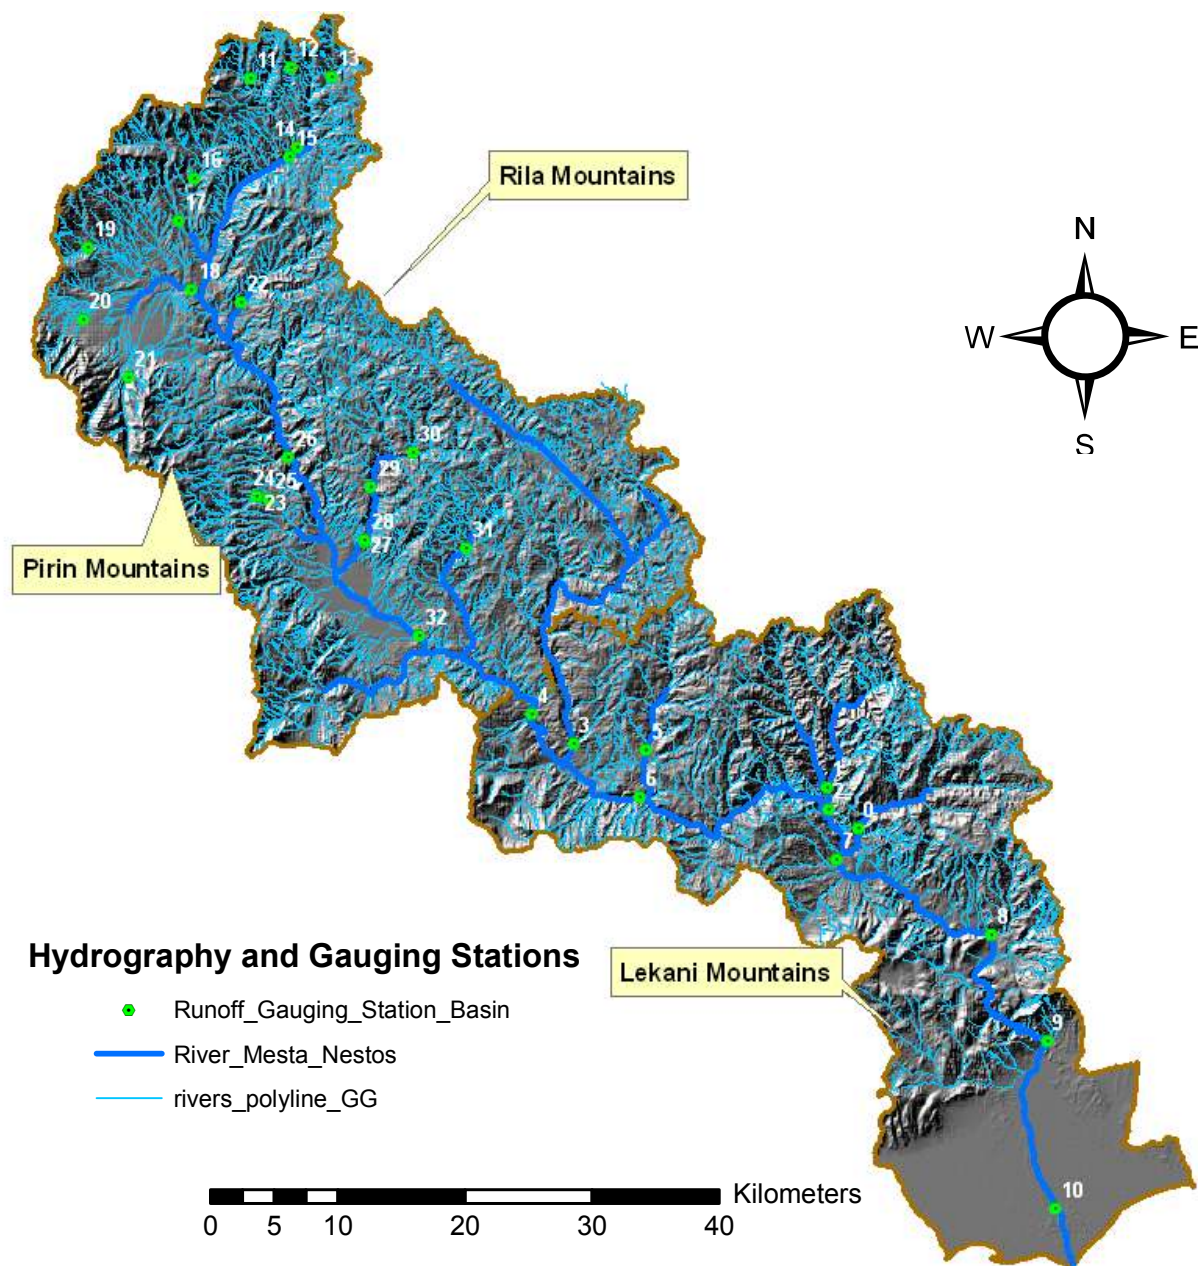 12
11
13
14
15
16
Rila Mountains
17
N
19
18
22
20
W
E
21
S
30
26
29
24
25
23
28
31
27
Pirin Mountains
32
4
3
5
1
6
2
0
7
8
Hydrography and Gauging Stations
Lekani Mountains
Runoff_Gauging_Station_Basin
9
River_Mesta_Nestos
rivers_polyline_GG
Kilometers
10
0 5 10 20 30 40